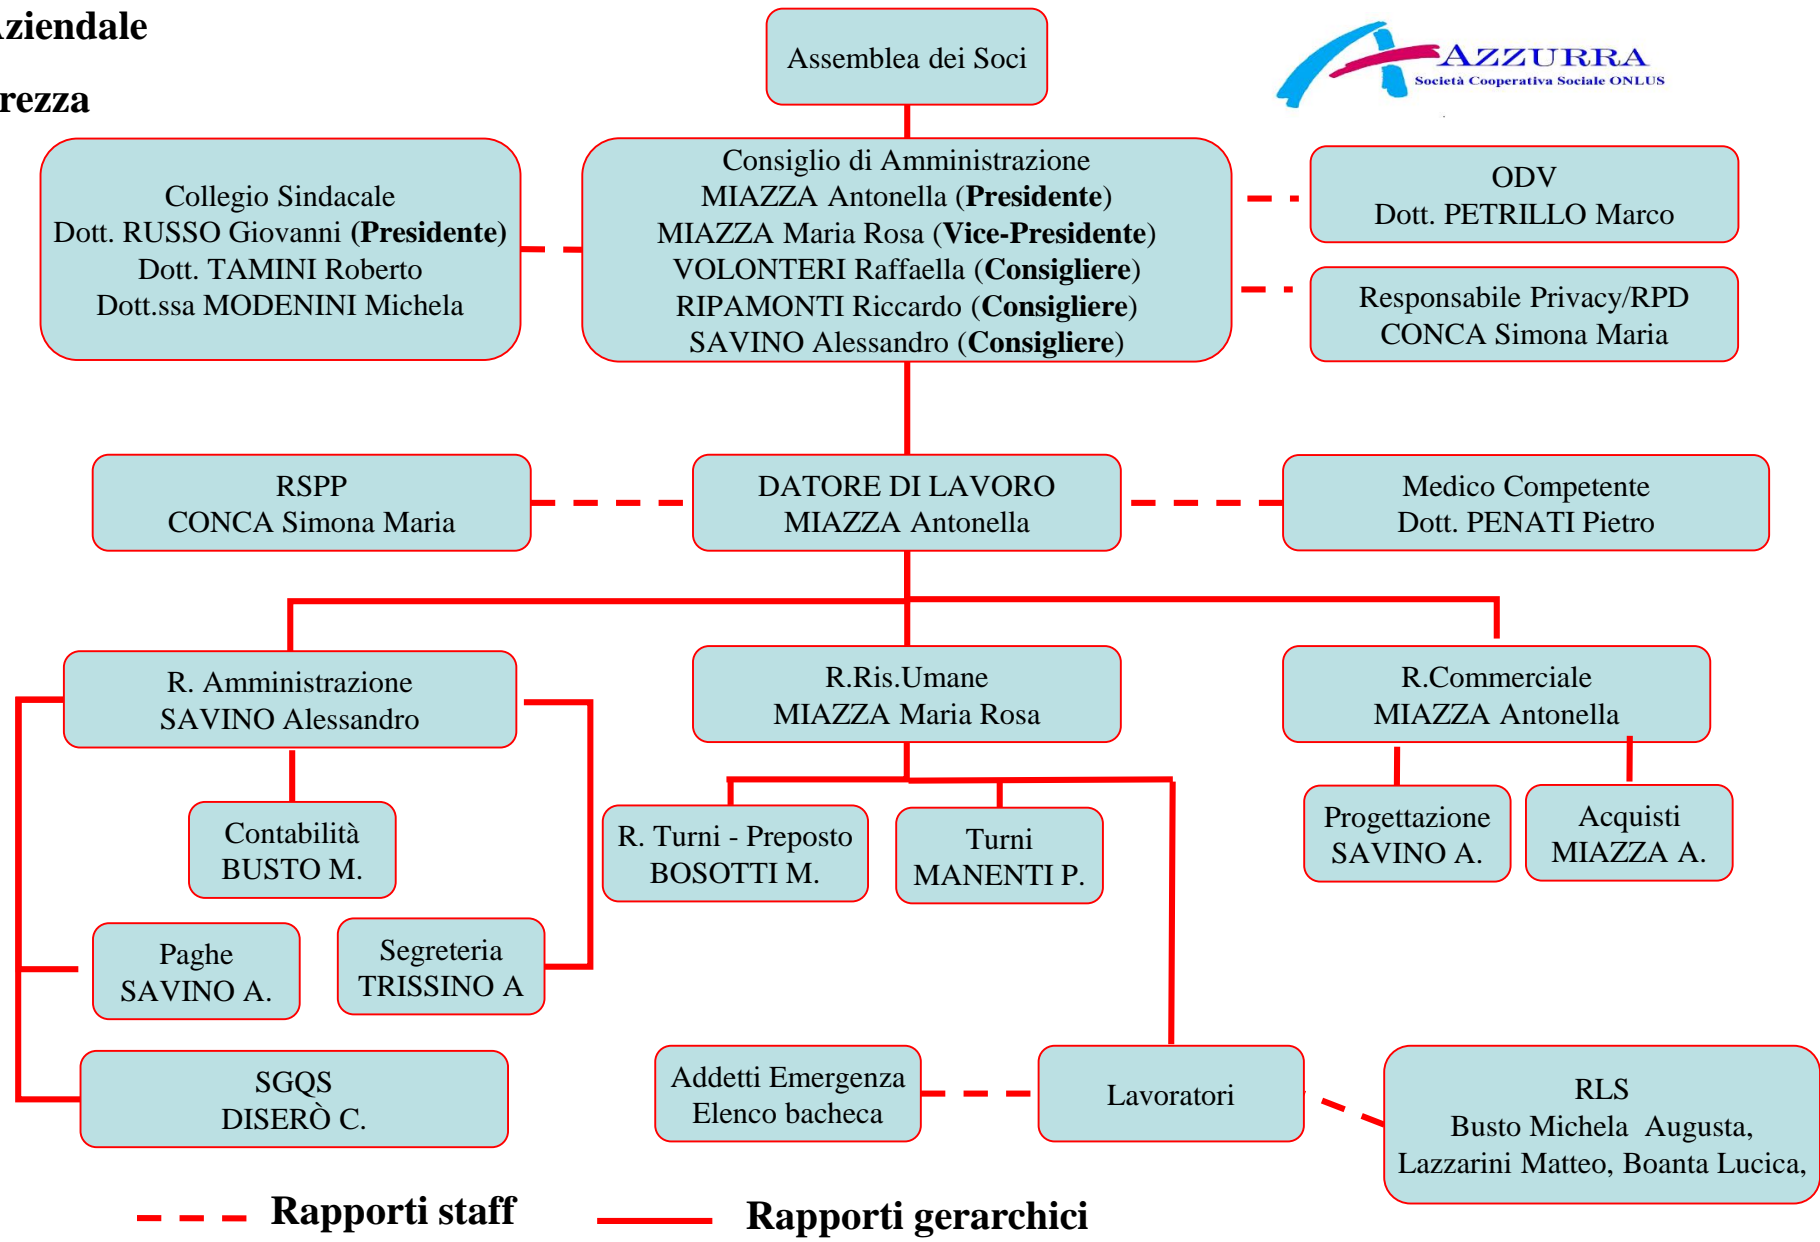 Aziendale
Assemblea dei Soci
AZZURRA
Società Cooperativa Sociale ONLUS
Collegio Sindacale
Dott. RUSSO Giovanni (Presidente)
Dott. TAMINI Roberto
Dott.ssa MODENINI Michela
Consiglio di Amministrazione
MIAZZA Antonella (Presidente)
MIAZZA Maria Rosa (Vice-Presidente)
VOLONTERI Raffaella (Consigliere)
RIPAMONTI Riccardo (Consigliere)
SAVINO Alessandro (Consigliere)
ODV
Dott. PETRILLO Marco
Responsabile Privacy/RPD
CONCA Simona Maria
RSPP
CONCA Simona Maria
DATORE DI LAVORO
MIAZZA Antonella
Medico Competente
Dott. PENATI Pietro
R. Amministrazione
SAVINO Alessandro
R.Ris.Umane
MIAZZA Maria Rosa
R.Commerciale
MIAZZA Antonella
Contabilità
BUSTO M.
R. Turni - Preposto
BOSOTTI M.
Turni
MANENTI P.
Progettazione
SAVINO A.
Acquisti
MIAZZA A.
Paghe
SAVINO A.
Segreteria
TRISSINO A
SGQS
DISERÒ C.
Addetti Emergenza
Elenco bacheca
Lavoratori
RLS
Busto Michela Augusta,
Lazzarini Matteo, Boanta Lucica,
Rapporti staff
Rapporti gerarchici